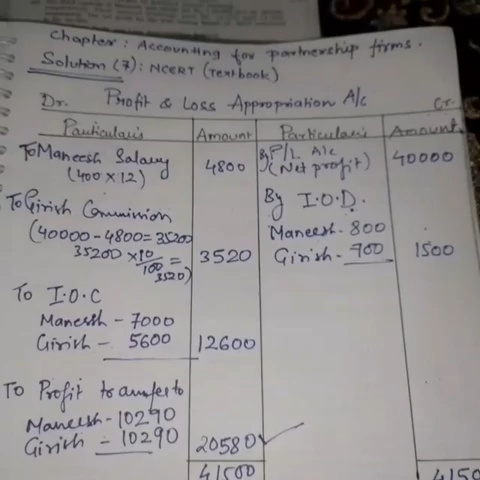 Chapter: Accounting for partnership firms.
Solution (7): NCERT (Textbook)
Dr. Profit & Loss Appropriation A/c Cr.
Particulars Amount Particulars Amount
To Maneesh Salary 4800 By P/L A/c 40000
(400 x 12) (Net profit)
To Girish Commission By I.O.D.
(40000 - 4800 = 35200 Maneesh - 800
35200 x 10/100 = 3520) 3520 Girish - 700 1500
To I.O.C
Maneesh - 7000
Girish - 5600 12600
To Profit transfer to
Maneesh - 10290
Girish - 10290 20580
41500 4150